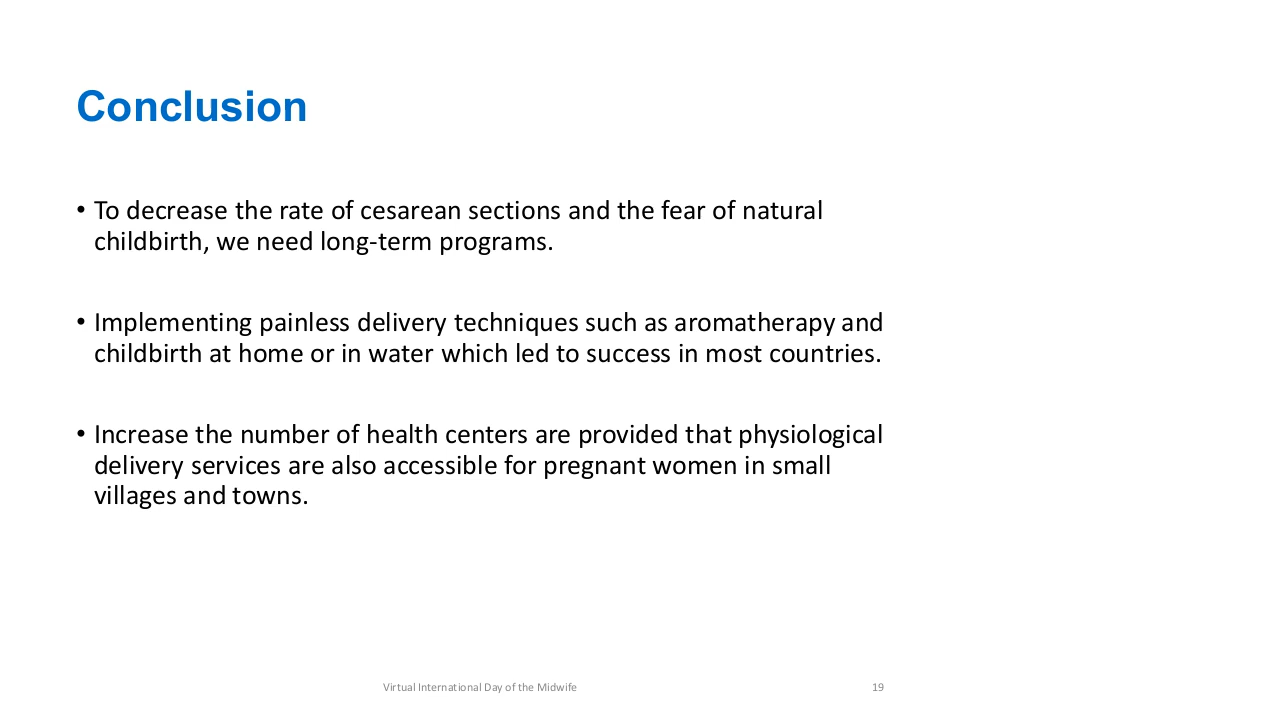 Conclusion
• To decrease the rate of cesarean sections and the fear of natural
childbirth, we need long-term programs.
• Implementing painless delivery techniques such as aromatherapy and
childbirth at home or in water which led to success in most countries.
• Increase the number of health centers are provided that physiological
delivery services are also accessible for pregnant women in small
villages and towns.
Virtual International Day of the Midwife
19